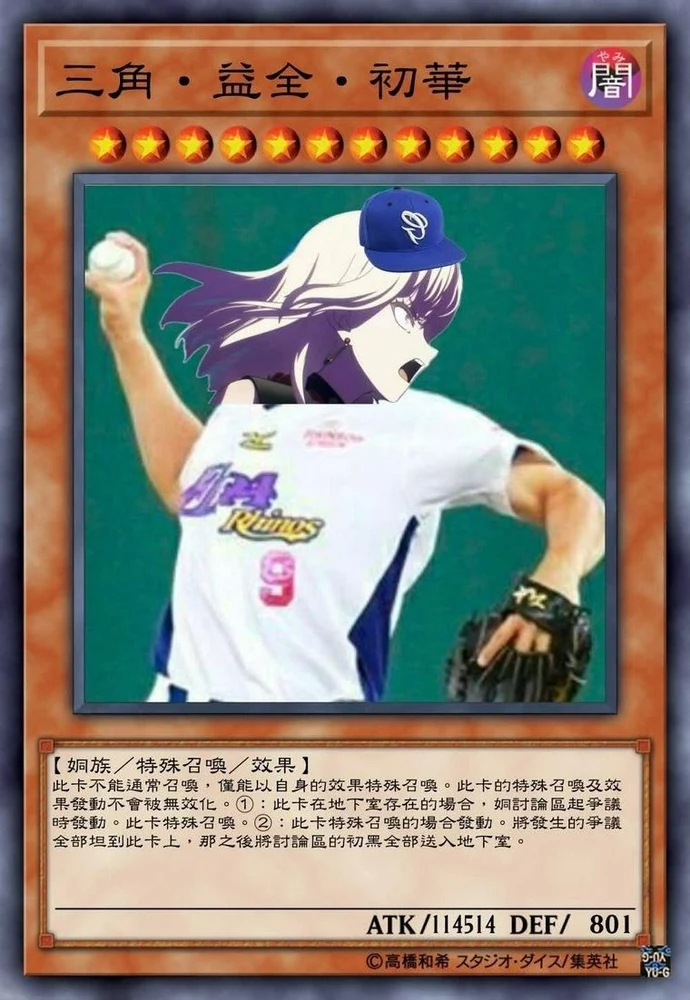 三角・益全・初華
やみ
闇
Rhinos
9
【姛族／特殊召喚／效果】
此卡不能通常召喚，僅能以自身的效果特殊召喚。此卡的特殊召喚及效
果發動不會被無效化。①：此卡在地下室存在的場合，姛討論區起爭議
時發動。此卡特殊召喚。②：此卡特殊召喚的場合發動。將發生的爭議
全部坦到此卡上，那之後將討論區的初黑全部送入地下室。
ATK/114514 DEF/ 801
©高橋和希 スタジオ・ダイス/集英社